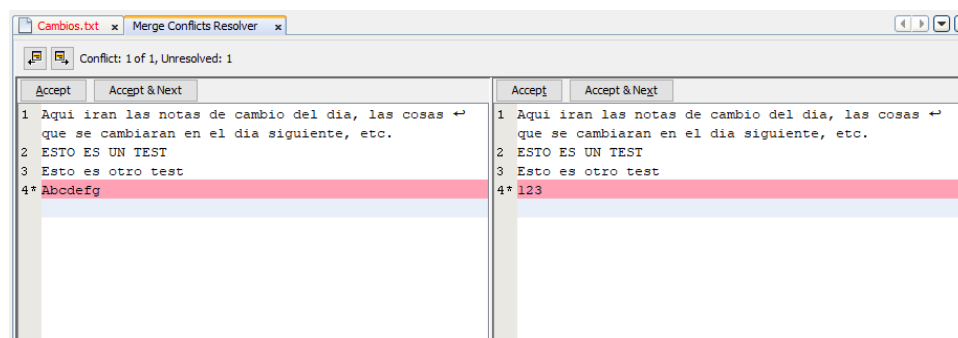 Cambios.txt x Merge Conflicts Resolver x
Conflict: 1 of 1, Unresolved: 1
Accept Accept & Next
1 Aqui iran las notas de cambio del dia, las cosas ↩
que se cambiaran en el dia siguiente, etc.
2 ESTO ES UN TEST
3 Esto es otro test
4* Abcdefg
Accept Accept & Next
1 Aqui iran las notas de cambio del dia, las cosas ↩
que se cambiaran en el dia siguiente, etc.
2 ESTO ES UN TEST
3 Esto es otro test
4* 123